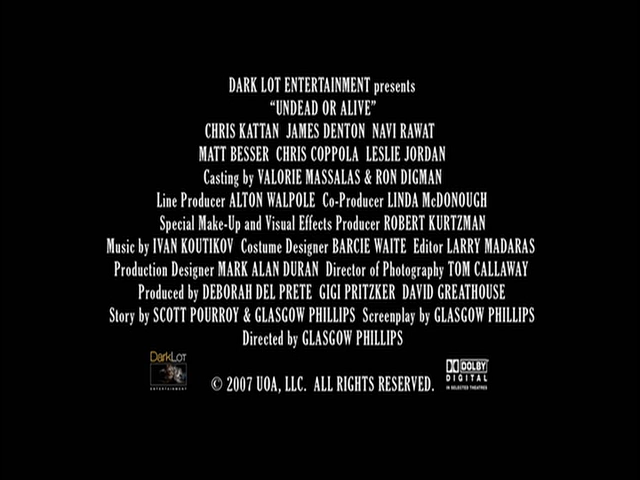 DARK LOT ENTERTAINMENT presents
“UNDEAD OR ALIVE”
CHRIS KATTAN JAMES DENTON NAVI RAWAT
MATT BESSER CHRIS COPPOLA LESLIE JORDAN
Casting by VALORIE MASSALAS & RON DIGMAN
Line Producer ALTON WALPOLE Co-Producer LINDA McDONOUGH
Special Make-Up and Visual Effects Producer ROBERT KURTZMAN
Music by IVAN KOUTIKOV Costume Designer BARCIE WAITE Editor LARRY MADARAS
Production Designer MARK ALAN DURAN Director of Photography TOM CALLAWAY
Produced by DEBORAH DEL PRETE GIGI PRITZKER DAVID GREATHOUSE
Story by SCOTT POURROY & GLASGOW PHILLIPS Screenplay by GLASGOW PHILLIPS
Directed by GLASGOW PHILLIPS
DARKLOT
ENTERTAINMENT
© 2007 UOA, LLC. ALL RIGHTS RESERVED.
DOLBY
DIGITAL
IN SELECTED THEATRES